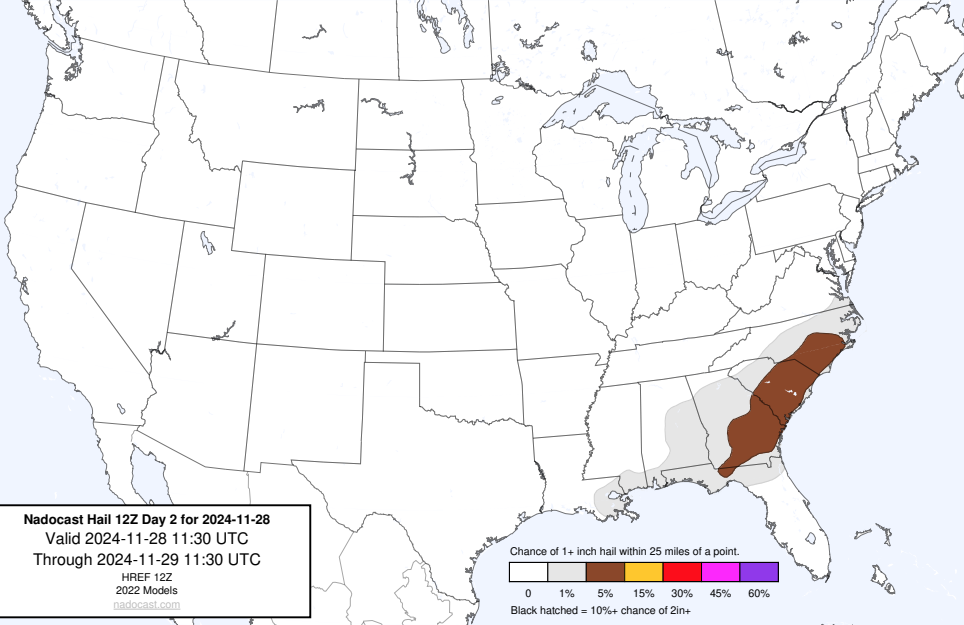 Nadocast Hail 12Z Day 2 for 2024-11-28
Valid 2024-11-28 11:30 UTC
Through 2024-11-29 11:30 UTC
HREF 12Z
2022 Models
nadocast.com
Chance of 1+ inch hail within 25 miles of a point.
0 1% 5% 15% 30% 45% 60%
Black hatched = 10%+ chance of 2in+